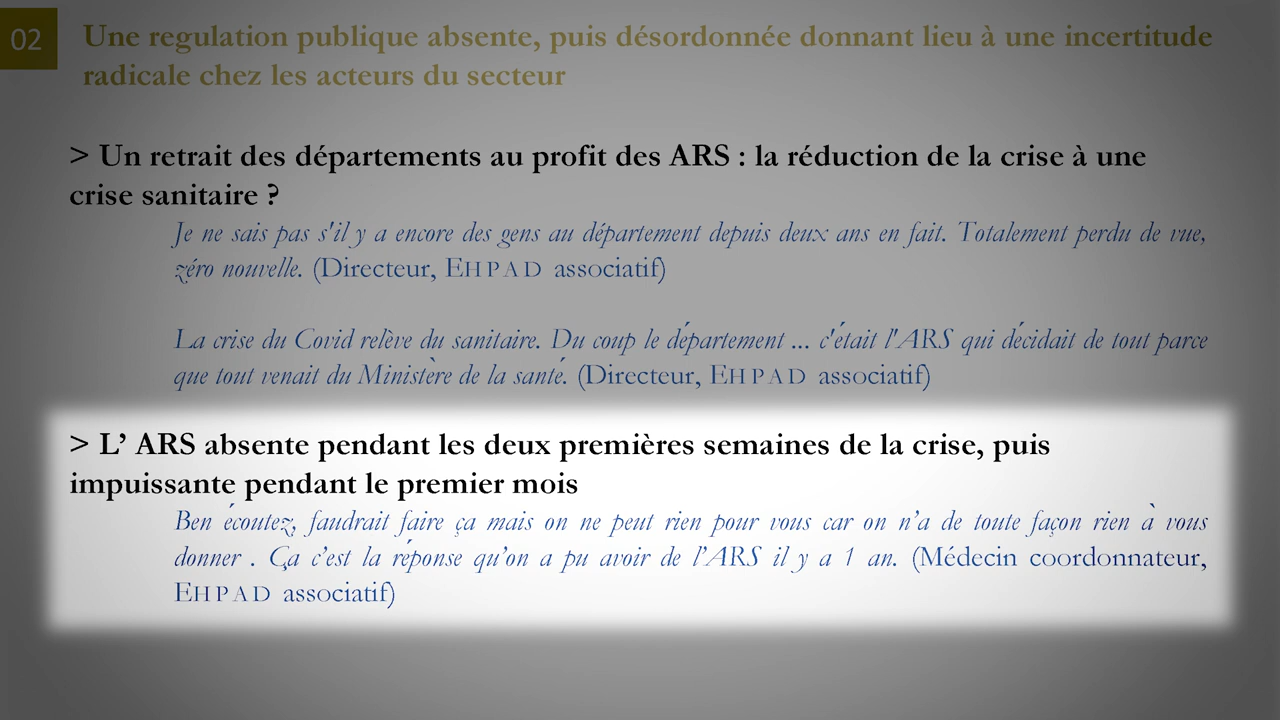 02
Une regulation publique absente, puis désordonnée donnant lieu à une incertitude
radicale chez les acteurs du secteur
> Un retrait des départements au profit des ARS : la réduction de la crise à une
crise sanitaire ?
Je ne sais pas s'il y a encore des gens au département depuis deux ans en fait. Totalement perdu de vue,
zéro nouvelle. (Directeur, EHPAD associatif)
La crise du Covid relève du sanitaire. Du coup le département ... c'était l'ARS qui décidait de tout parce
que tout venait du Ministère de la santé. (Directeur, EHPAD associatif)
> L’ ARS absente pendant les deux premières semaines de la crise, puis
impuissante pendant le premier mois
Ben écoutez, faudrait faire ça mais on ne peut rien pour vous car on n’a de toute façon rien à vous
donner . Ça c’est la réponse qu’on a pu avoir de l’ARS il y a 1 an. (Médecin coordonnateur,
EHPAD associatif)